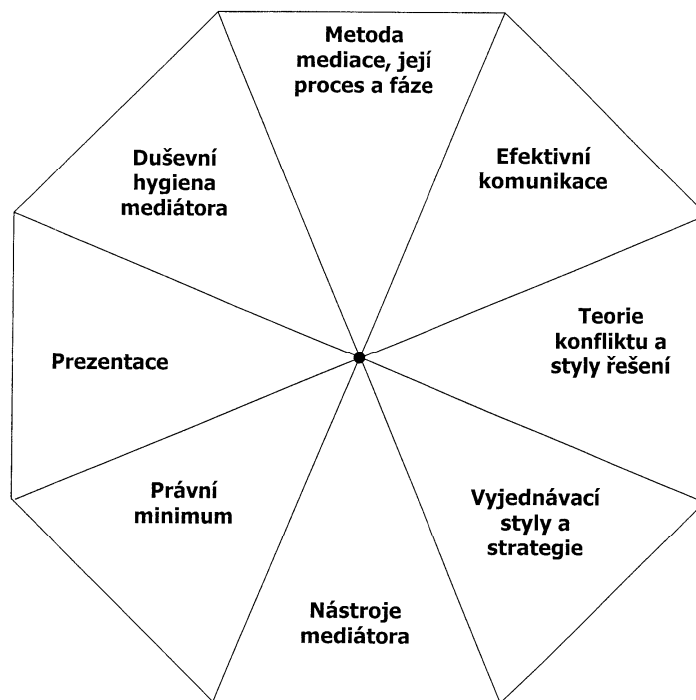 Metoda
mediace, její
proces a fáze
Efektivní
komunikace
Teorie
konfliktu a
styly řešení
Vyjednávací
styly a
strategie
Nástroje
mediátora
Právní
minimum
Prezentace
Duševní
hygiena
mediátora